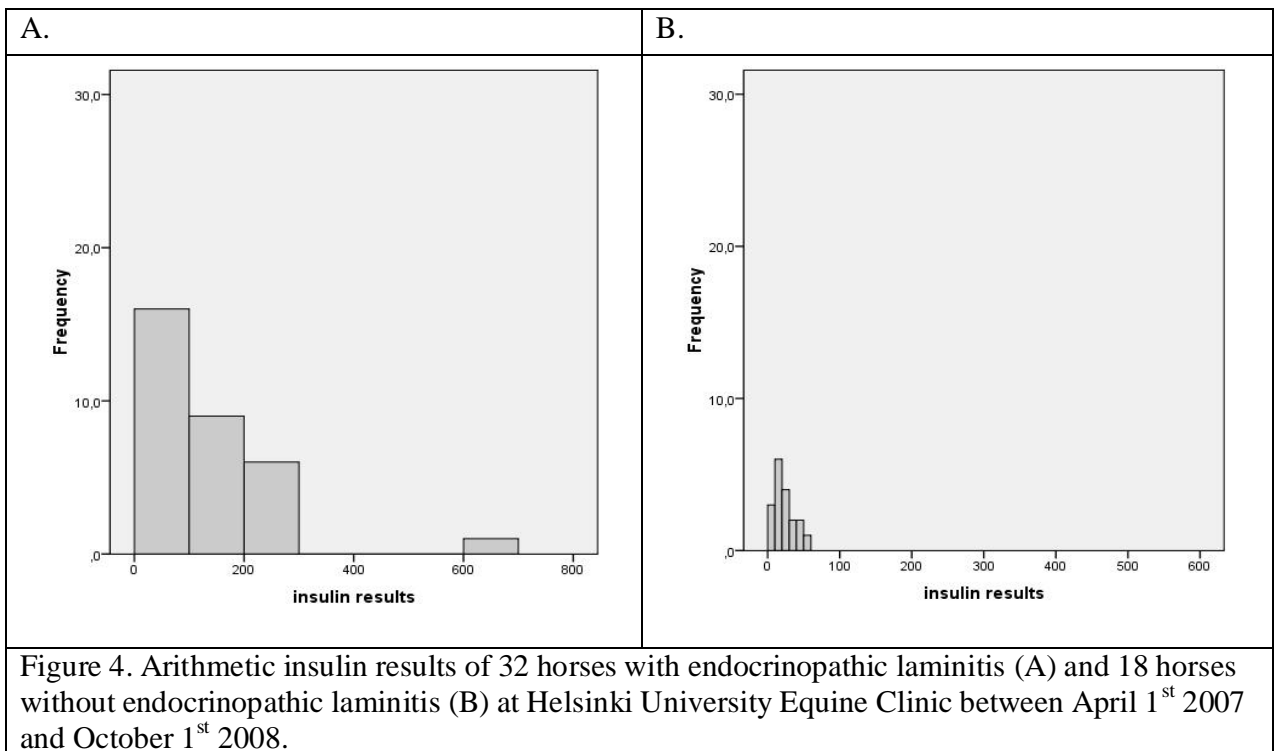 A.
B.
30,0
20,0
10,0
,0
Frequency
0 200 400 600 800
insulin results
30,0
20,0
10,0
,0
Frequency
0 100 200 300 400 500 600
insulin results
Figure 4. Arithmetic insulin results of 32 horses with endocrinopathic laminitis (A) and 18 horses
without endocrinopathic laminitis (B) at Helsinki University Equine Clinic between April 1st 2007
and October 1st 2008.